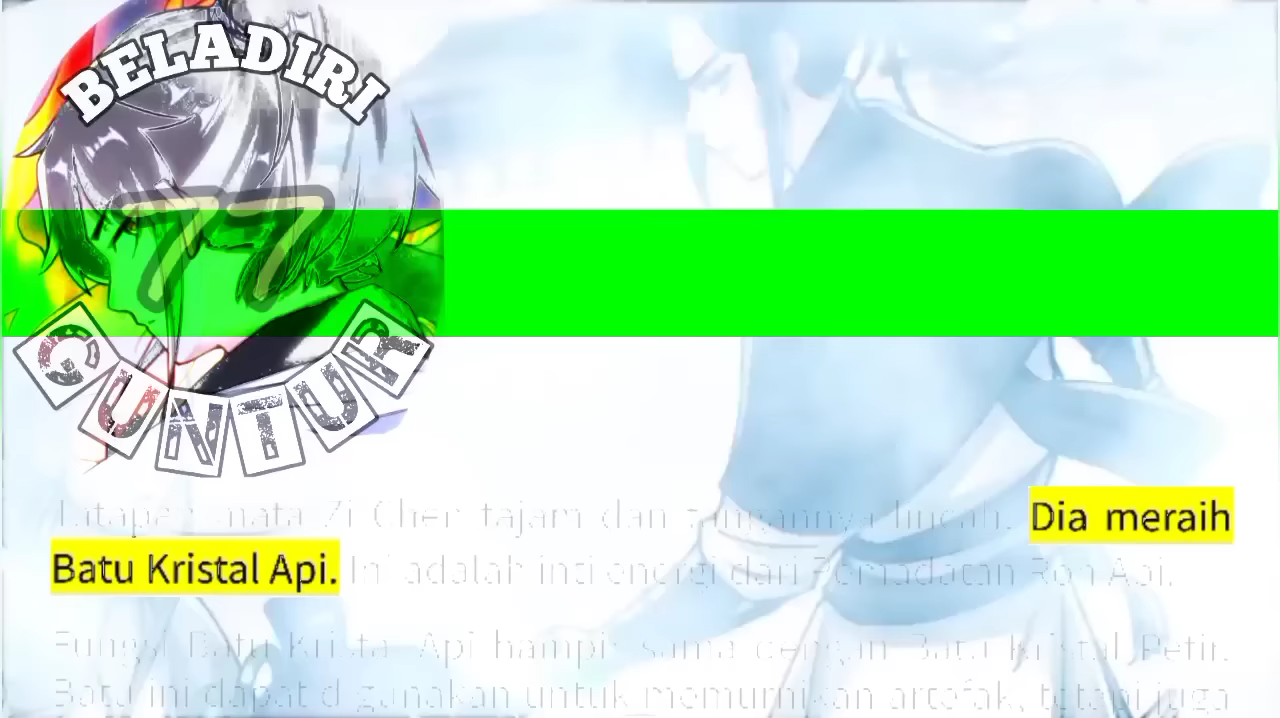 BELADIRI
77
GUNTUR
Tatapan mata Zi Chen tajam dan serangannya lincah. Dia meraih
Batu Kristal Api. Ini adalah inti energi dari Pemadatan Roh Api.
Fungsi Batu Kristal Api hampir sama dengan Batu Kristal Petir.
Batu ini dapat digunakan untuk memurnikan artefak, tetapi juga